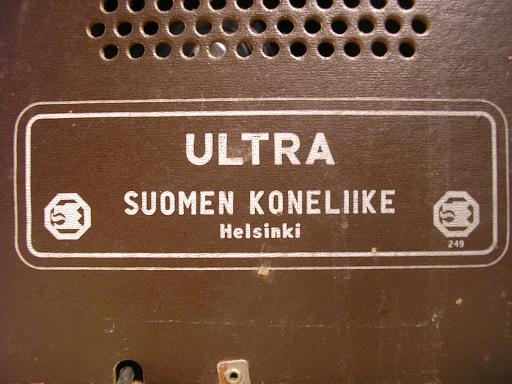 ULTRA
SUOMEN KONELIIKE
Helsinki
249